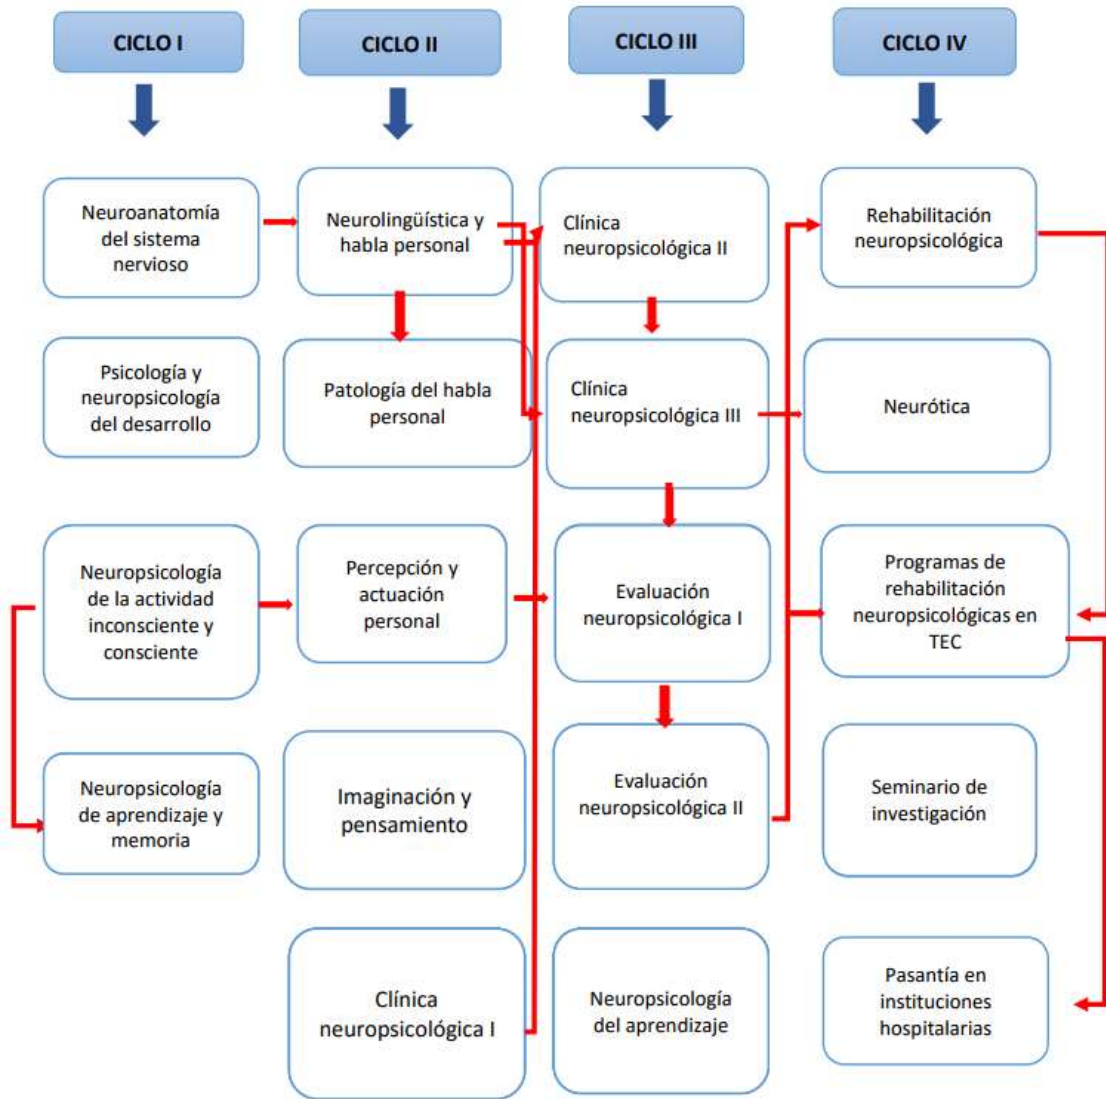 CICLO I
CICLO II
CICLO III
CICLO IV
Neuroanatomía
del sistema
nervioso
Neurolingüística y
habla personal
Clínica
neuropsicológica II
Rehabilitación
neuropsicológica
Psicología y
neuropsicología
del desarrollo
Patología del habla
personal
Clínica
neuropsicológica III
Neurótica
Neuropsicología
de la actividad
inconsciente y
consciente
Percepción y
actuación
personal
Evaluación
neuropsicológica I
Programas de
rehabilitación
neuropsicológicas en
TEC
Neuropsicología
de aprendizaje y
memoria
Imaginación y
pensamiento
Evaluación
neuropsicológica II
Seminario de
investigación
Clínica
neuropsicológica I
Neuropsicología
del aprendizaje
Pasantía en
instituciones
hospitalarias